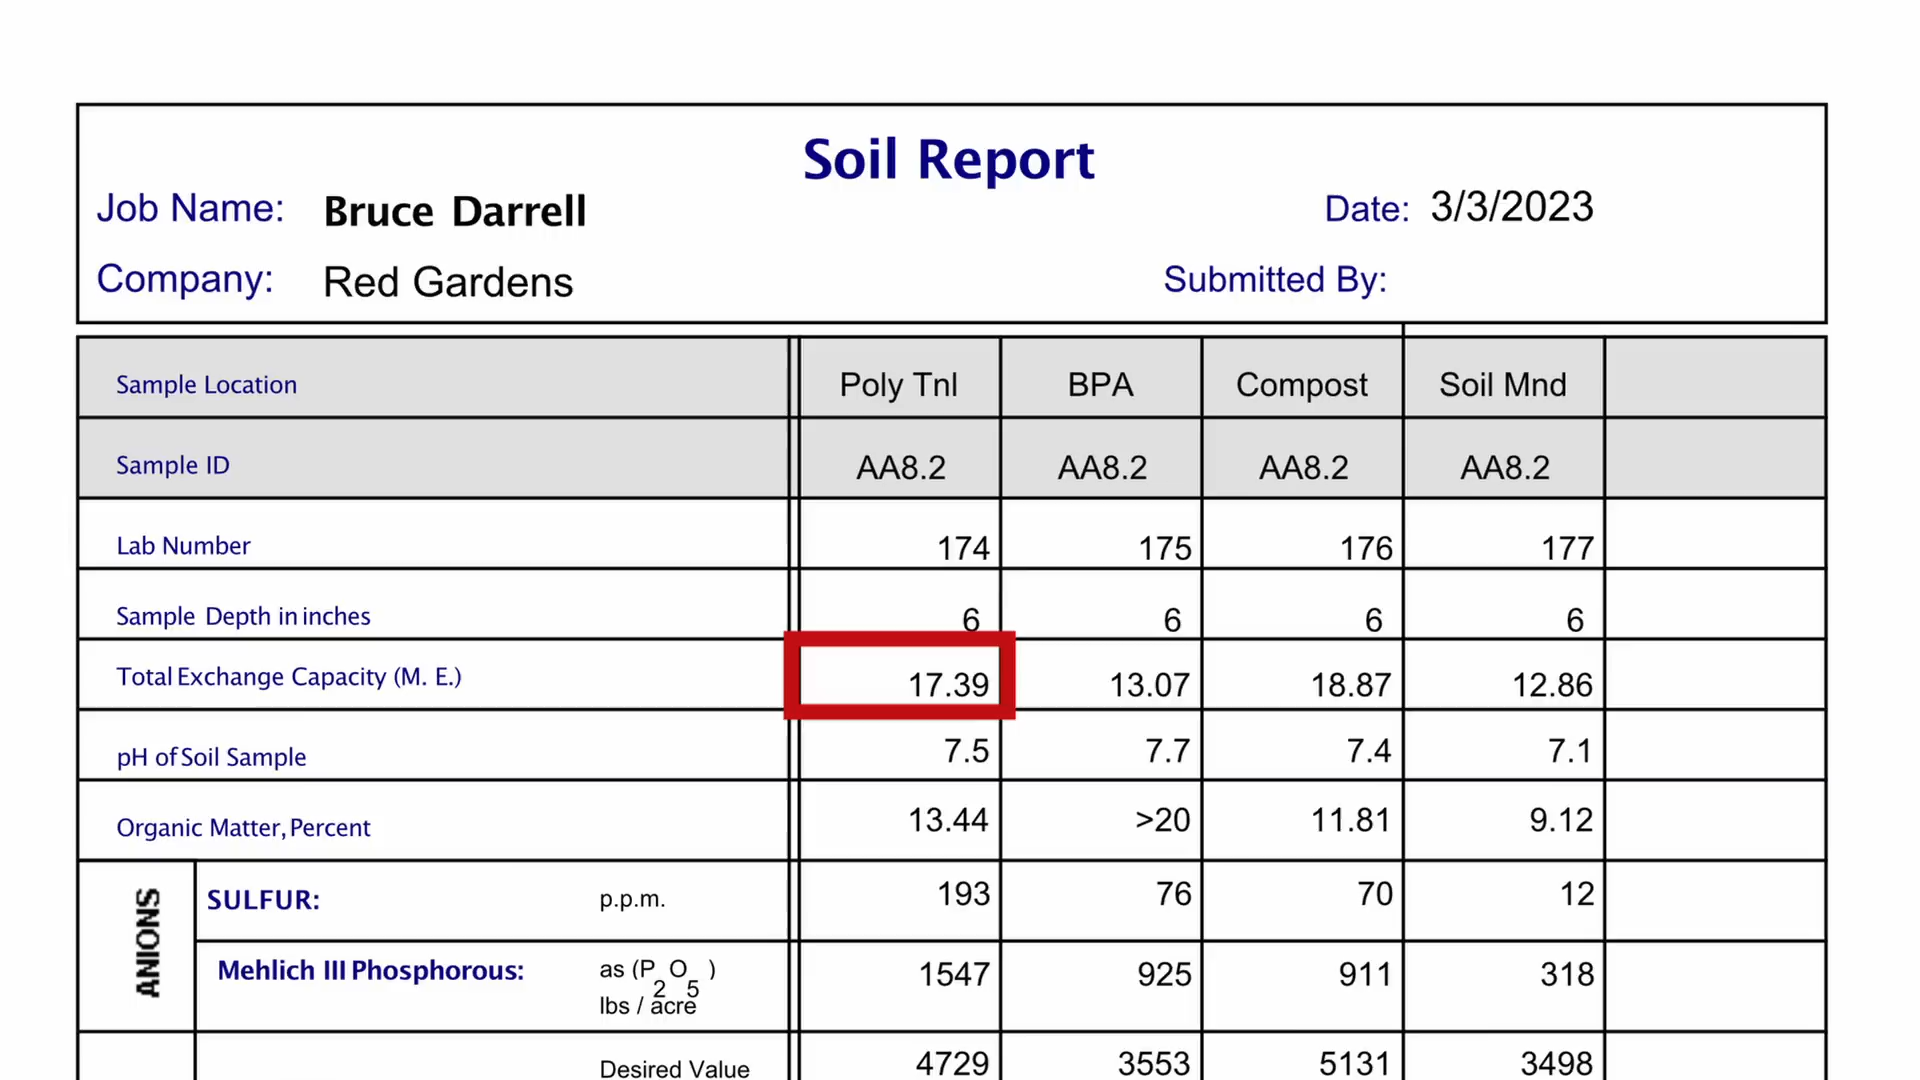 Soil Report
Job Name: Bruce Darrell Date: 3/3/2023
Company: Red Gardens Submitted By:
Sample Location Poly Tnl BPA Compost Soil Mnd
Sample ID AA8.2 AA8.2 AA8.2 AA8.2
Lab Number 174 175 176 177
Sample Depth in inches 6 6 6 6
Total Exchange Capacity (M. E.) 17.39 13.07 18.87 12.86
pH of Soil Sample 7.5 7.7 7.4 7.1
Organic Matter, Percent 13.44 >20 11.81 9.12
ANIONS
SULFUR: p.p.m. 193 76 70 12
Mehlich III Phosphorous: as (P2O5) lbs / acre 1547 925 911 318
Desired Value 4729 3553 5131 3498